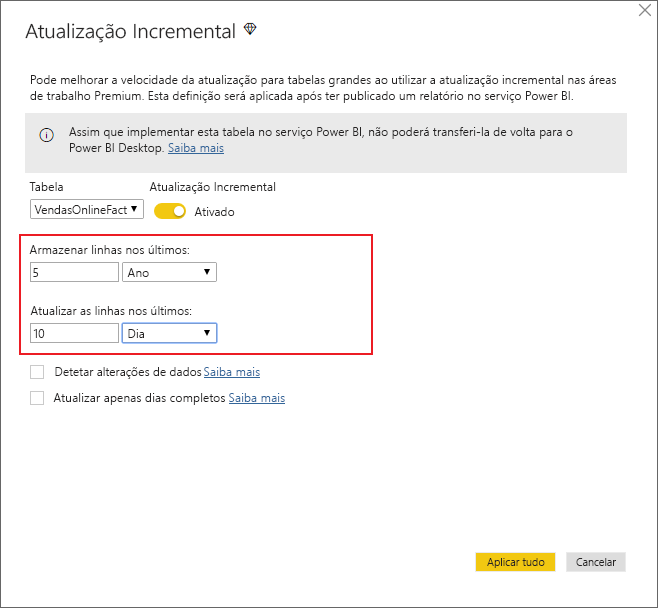 Atualização Incremental
Pode melhorar a velocidade da atualização para tabelas grandes ao utilizar a atualização incremental nas áreas
de trabalho Premium. Esta definição será aplicada após ter publicado um relatório no serviço Power BI.
Assim que implementar esta tabela no serviço Power BI, não poderá transferi-la de volta para o
Power BI Desktop. Saiba mais
Tabela Atualização Incremental
VendasOnlineFact Ativado
Armazenar linhas nos últimos:
5 Ano
Atualizar as linhas nos últimos:
10 Dia
Detetar alterações de dados Saiba mais
Atualizar apenas dias completos Saiba mais
Aplicar tudo Cancelar